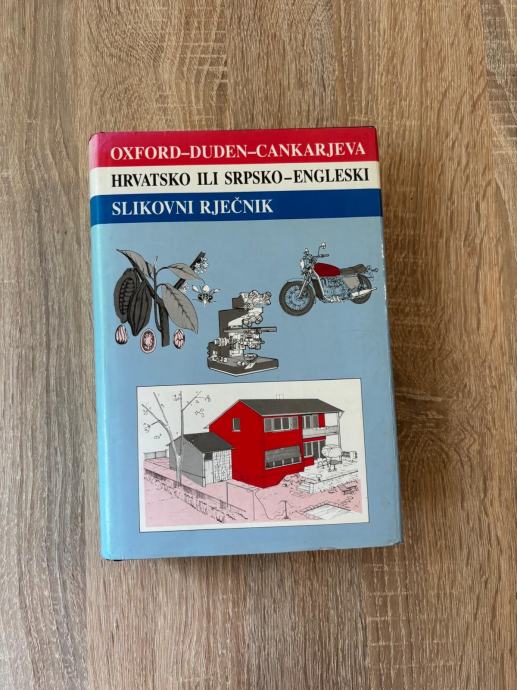 OXFORD–DUDEN–CANKARJEVA
HRVATSKO ILI SRPSKO–ENGLESKI
SLIKOVNI RJEČNIK